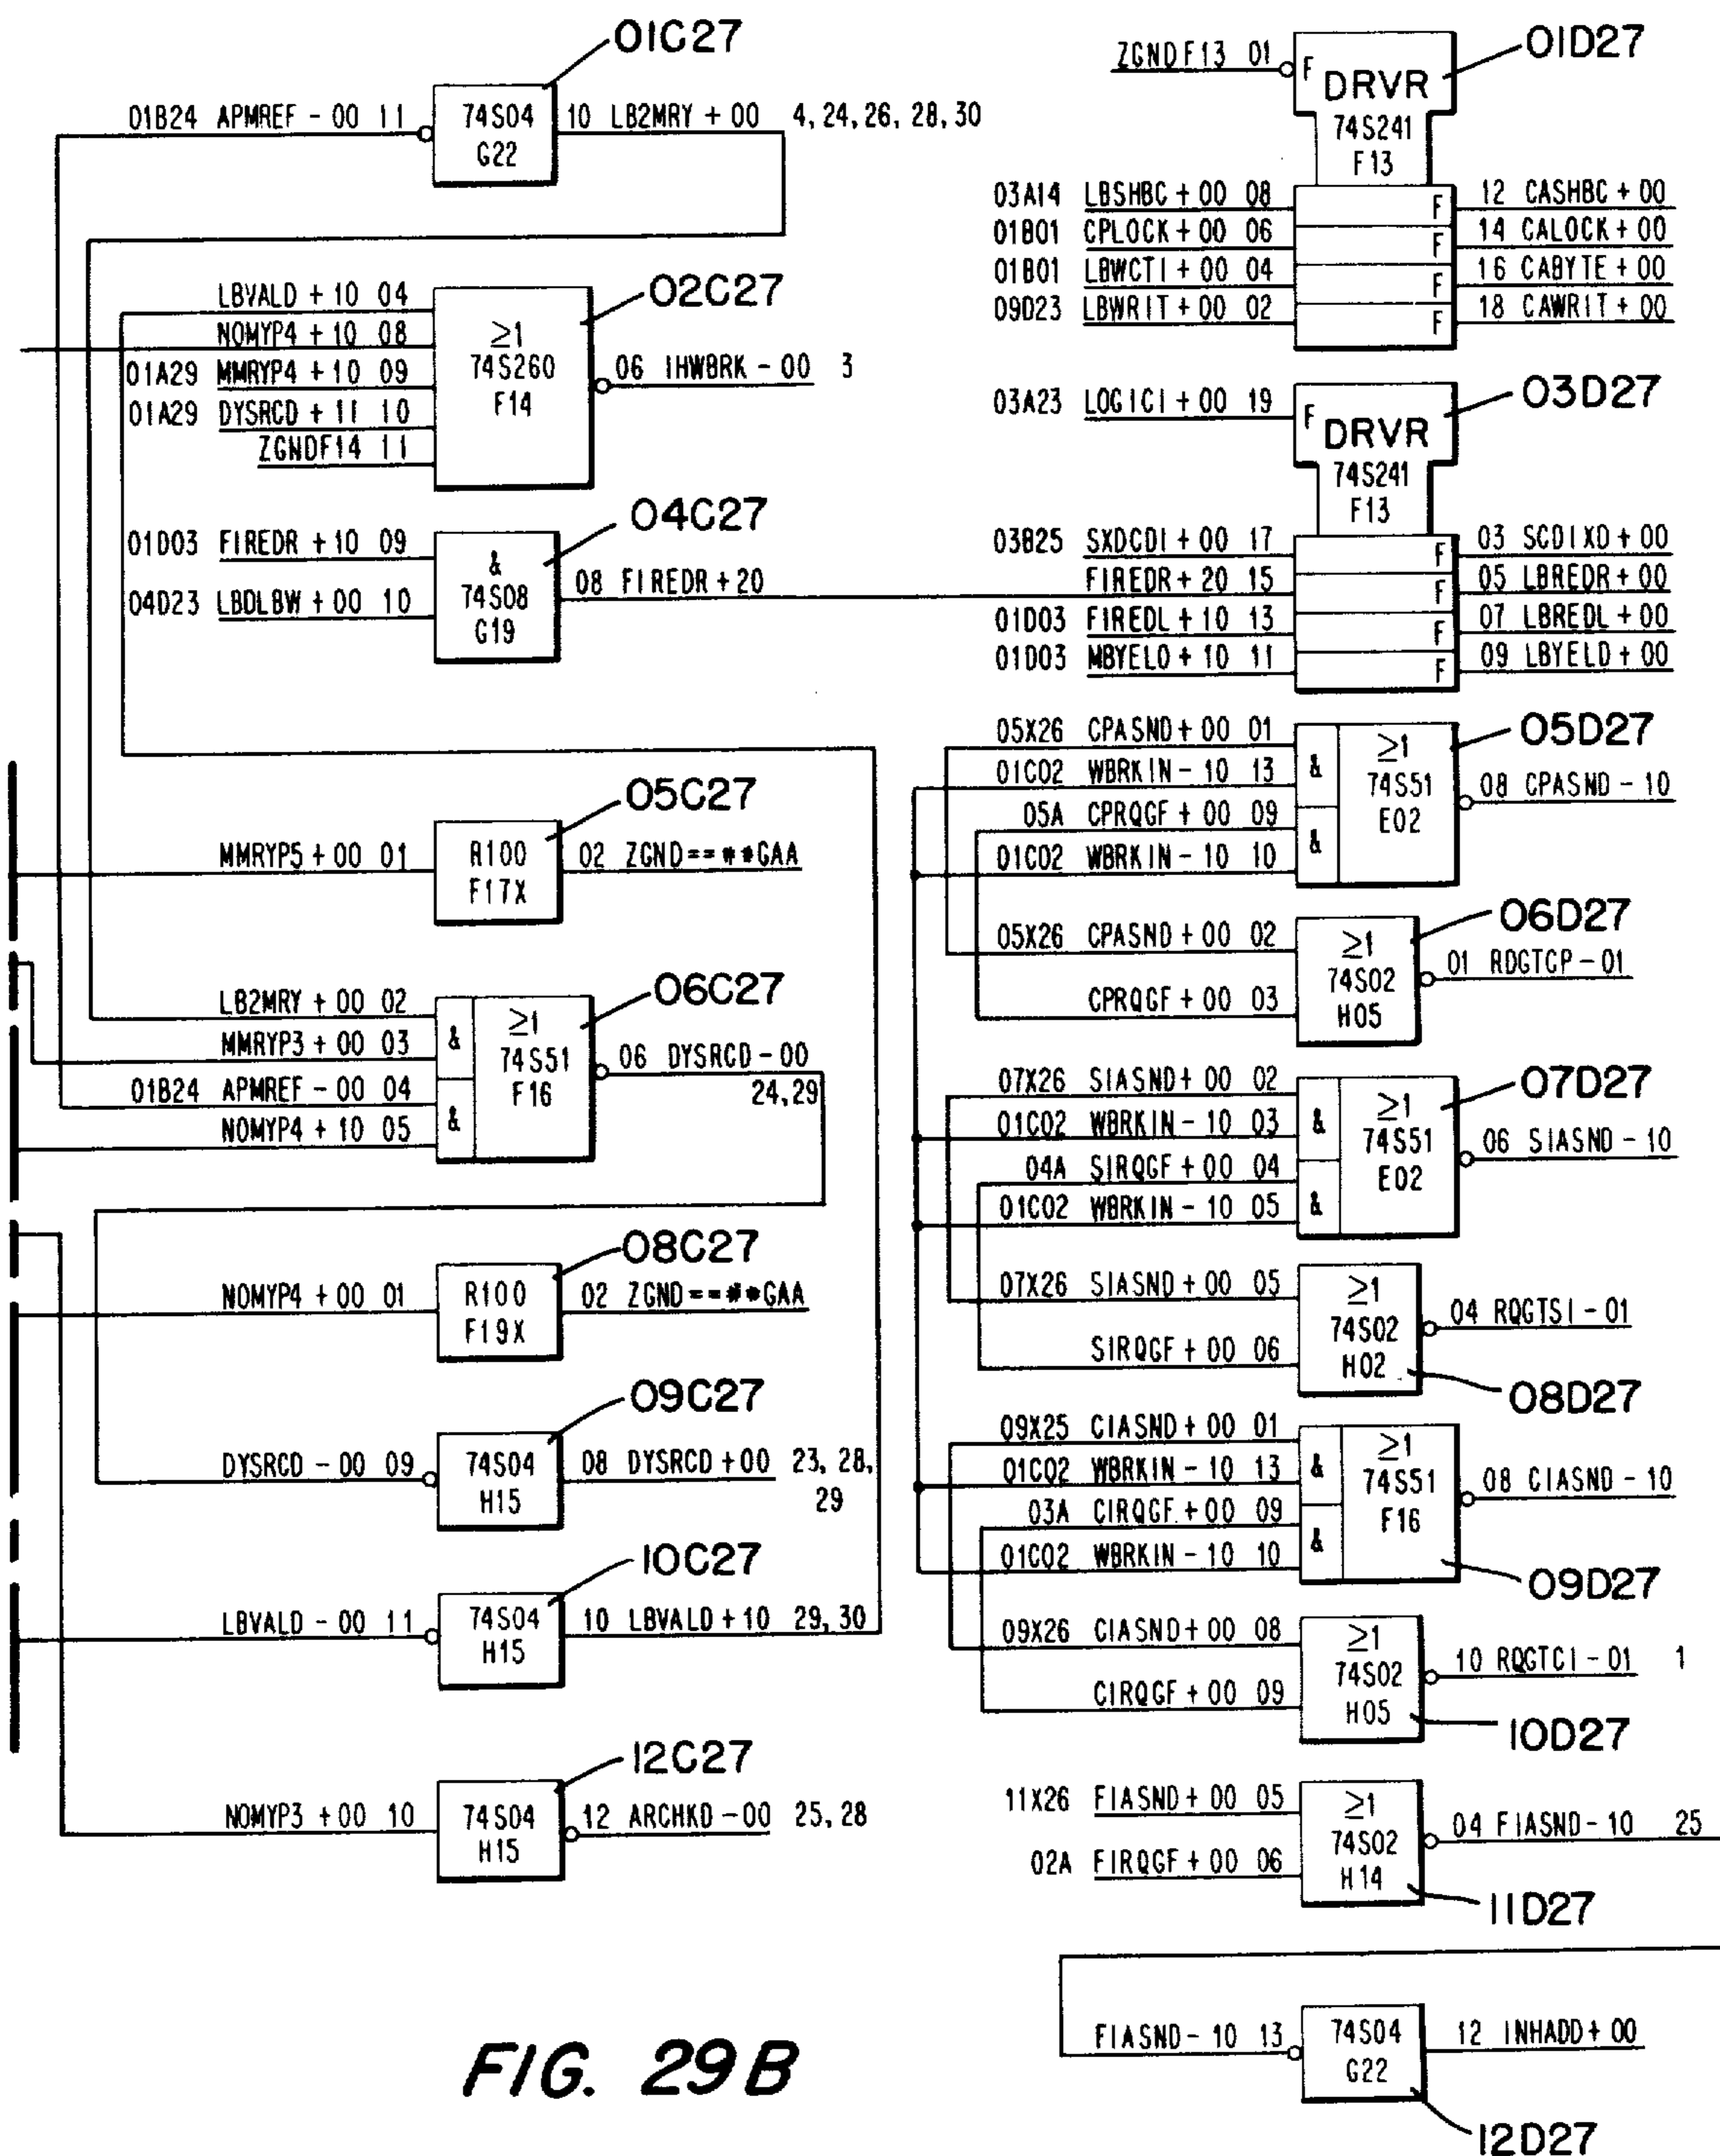 01C27
01B24 APMREF - 00 11
74S04
G22
10 LB2MRY + 00 4, 24, 26, 28, 30
02C27
LBVALD + 10 04
NOMYP4 + 10 08
01A29 MMRYP4 + 10 09
01A29 DYSRCD + 11 10
ZGNDF14 11
≥1
74S260
F14
06 IHWBRK - 00 3
04C27
01D03 FIREDR + 10 09
04D23 LBDLBW + 00 10
&
74S08
G19
08 FIREDR + 20
05C27
MMRYP5 + 00 01
R100
F17X
02 ZGND==**GAA
06C27
LB2MRY + 00 02
MMRYP3 + 00 03
01B24 APMREF - 00 04
NOMYP4 + 10 05
&
&
≥1
74S51
F16
06 DYSRCD - 00
24, 29
08C27
NOMYP4 + 00 01
R100
F19X
02 ZGND==**GAA
09C27
DYSRCD - 00 09
74S04
H15
08 DYSRCD + 00 23, 28,
29
10C27
LBVALD - 00 11
74S04
H15
10 LBVALD + 10 29, 30
12C27
NOMYP3 + 00 10
74S04
H15
12 ARCHKD - 00 25, 28
01D27
ZGNDF13 01
F
DRVR
74S241
F13
03A14 LBSHBC + 00 08 F 12 CASHBC + 00
01B01 CPLOCK + 00 06 F 14 CALOCK + 00
01B01 LBWCTI + 00 04 F 16 CABYTE + 00
09D23 LBWRIT + 00 02 F 18 CAWRIT + 00
03D27
03A23 LOGICI + 00 19
F
DRVR
74S241
F13
03B25 SXDCDI + 00 17 F 03 SCDIXD + 00
FIREDR + 20 15 F 05 LBREDR + 00
01D03 FIREDL + 10 13 F 07 LBREDL + 00
01D03 MBYELO + 10 11 F 09 LBYELD + 00
05D27
05X26 CPASND + 00 01
01C02 WBRKIN - 10 13
05A CPRQGF + 00 09
01C02 WBRKIN - 10 10
&
&
≥1
74S51
E02
08 CPASND - 10
06D27
05X26 CPASND + 00 02
CPRQGF + 00 03
≥1
74S02
H05
01 RDGTCP - 01
07D27
07X26 SIASND + 00 02
01C02 WBRKIN - 10 03
04A SIRQGF + 00 04
01C02 WBRKIN - 10 05
&
&
≥1
74S51
E02
06 SIASND - 10
07X26 SIASND + 00 05
SIRQGF + 00 06
≥1
74S02
H02
04 RQGTSI - 01
08D27
09X25 CIASND + 00 01
01C02 WBRKIN - 10 13
03A CIRQGF + 00 09
01C02 WBRKIN - 10 10
&
&
≥1
74S51
F16
08 CIASND - 10
09D27
09X26 CIASND + 00 08
CIRQGF + 00 09
≥1
74S02
H05
10 RQGTCI - 01 1
10D27
11X26 FIASND + 00 05
02A FIRQGF + 00 06
≥1
74S02
H14
04 FIASND - 10 25
11D27
FIASND - 10 13
74S04
G22
12 INHADD + 00
12D27
FIG. 29B